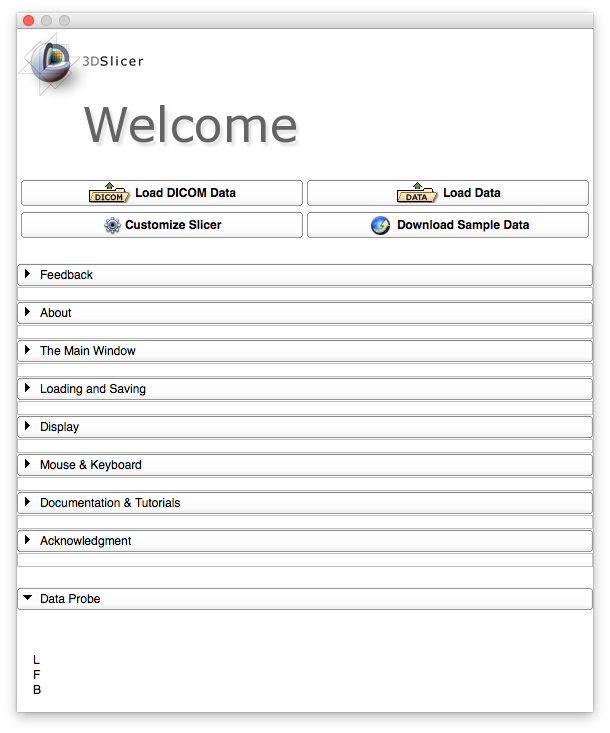 3DSlicer
Welcome
DICOM Load DICOM Data
DATA Load Data
Customize Slicer
Download Sample Data
Feedback
About
The Main Window
Loading and Saving
Display
Mouse & Keyboard
Documentation & Tutorials
Acknowledgment
Data Probe
L
F
B